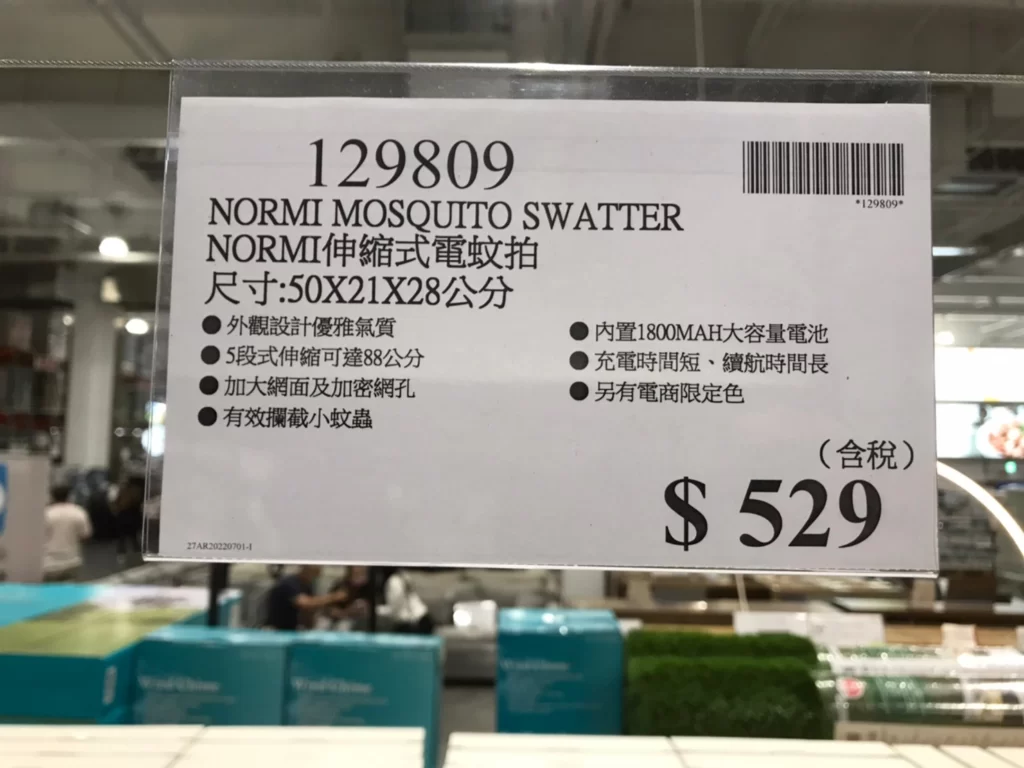 129809
*129809*
NORMI MOSQUITO SWATTER
NORMI伸縮式電蚊拍
尺寸:50X21X28公分
● 外觀設計優雅氣質
● 5段式伸縮可達88公分
● 加大網面及加密網孔
● 有效攔截小蚊蟲
● 內置1800MAH大容量電池
● 充電時間短、續航時間長
● 另有電商限定色
(含稅)
$ 529
27AR20220701-I